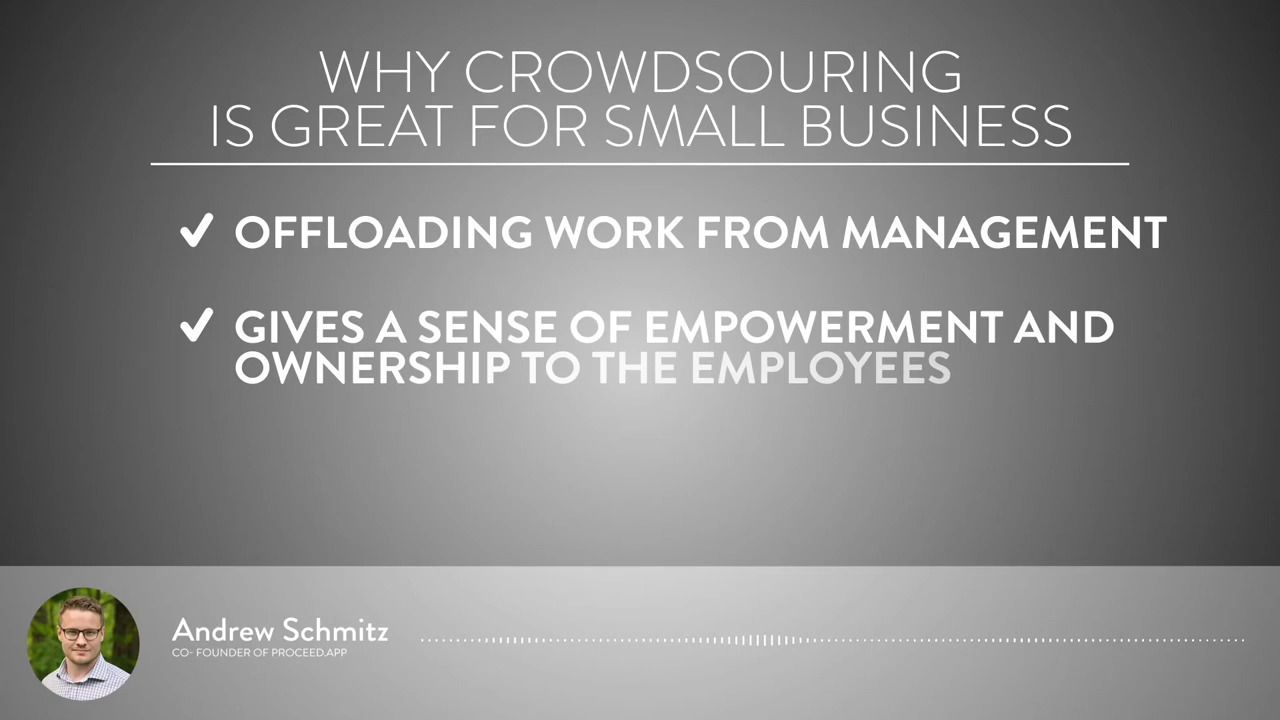 WHY CROWDSOURING
IS GREAT FOR SMALL BUSINESS
OFFLOADING WORK FROM MANAGEMENT
GIVES A SENSE OF EMPOWERMENT AND
OWNERSHIP TO THE EMPLOYEES
Andrew Schmitz
CO- FOUNDER OF PROCEED.APP